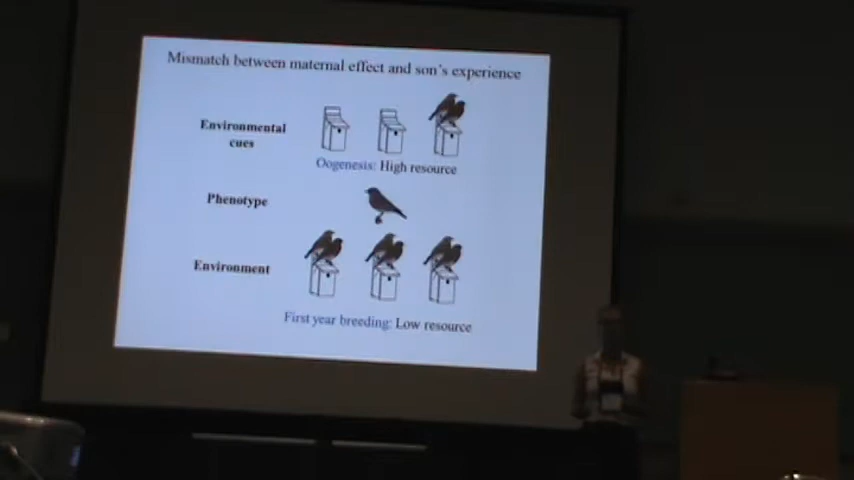 Mismatch between maternal effect and son's experience
Environmental
cues
Oogenesis: High resource
Phenotype
Environment
First year breeding: Low resource